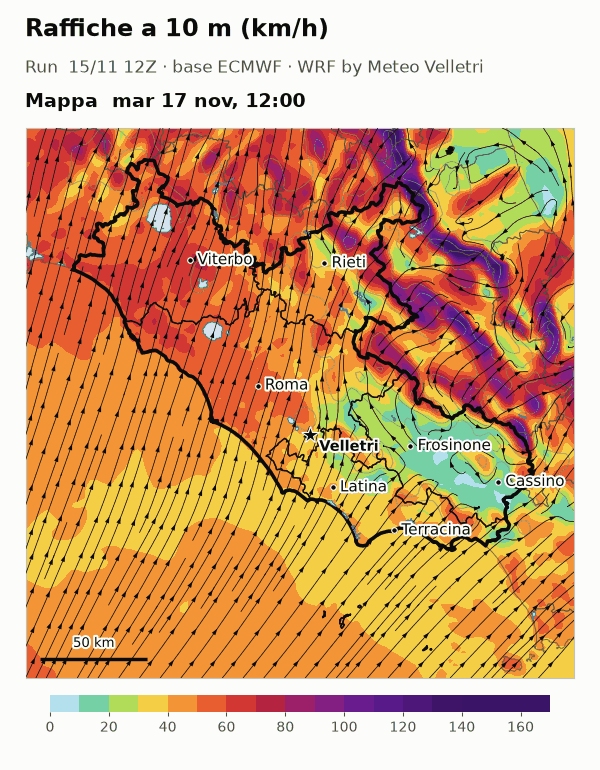 Raffiche a 10 m (km/h)
Run 15/11 12Z · base ECMWF · WRF by Meteo Velletri
Mappa mar 17 nov, 12:00
Viterbo
Rieti
Roma
Velletri
Frosinone
Cassino
Latina
Terracina
50 km
0 20 40 60 80 100 120 140 160